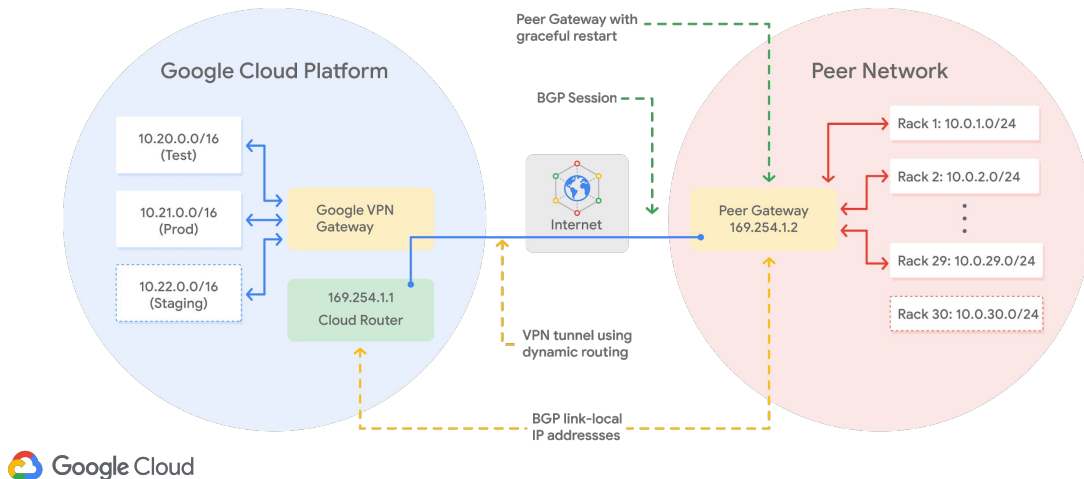 Peer Gateway with
graceful restart
Google Cloud Platform
Peer Network
BGP Session
10.20.0.0/16
(Test)
Rack 1: 10.0.1.0/24
Rack 2: 10.0.2.0/24
10.21.0.0/16
(Prod)
Google VPN
Gateway
Internet
Peer Gateway
169.254.1.2
Rack 29: 10.0.29.0/24
10.22.0.0/16
(Staging)
169.254.1.1
Cloud Router
Rack 30: 10.0.30.0/24
VPN tunnel using
dynamic routing
BGP link-local
IP addressses
Google Cloud